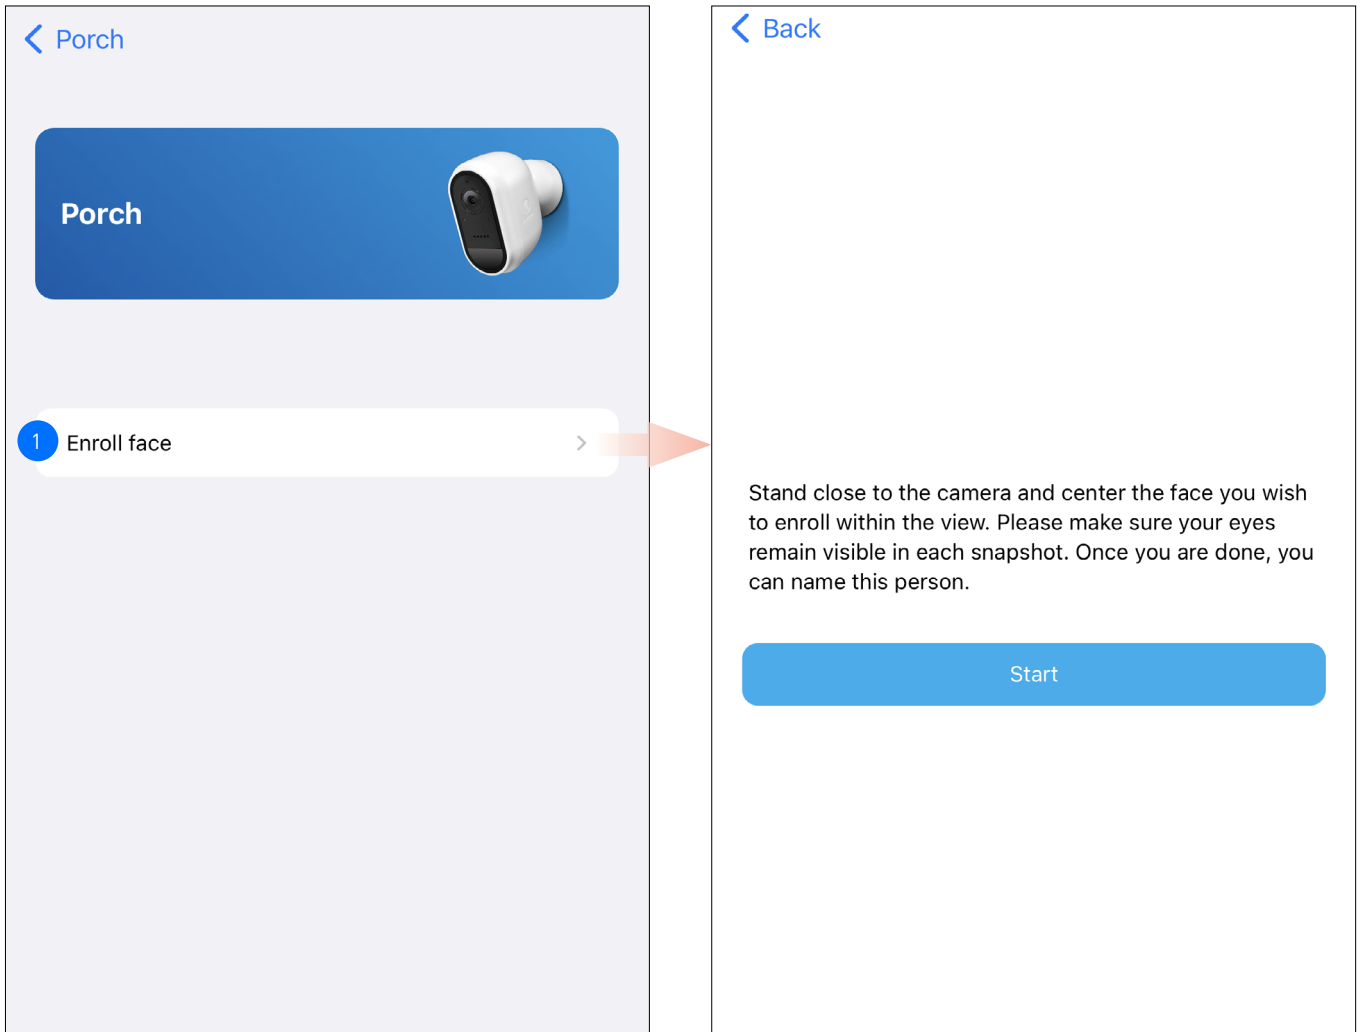 Porch
Porch
1 Enroll face
Back
Stand close to the camera and center the face you wish
to enroll within the view. Please make sure your eyes
remain visible in each snapshot. Once you are done, you
can name this person.
Start